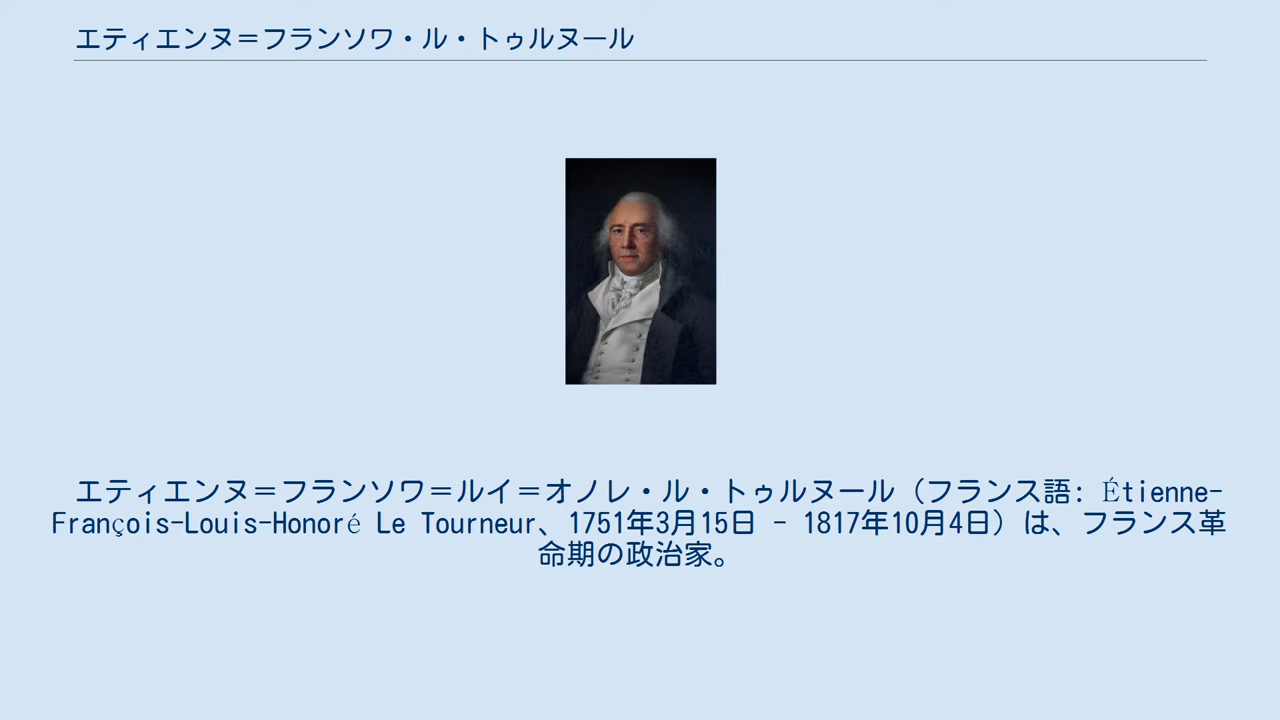 エティエンヌ＝フランソワ・ル・トゥルヌール
エティエンヌ＝フランソワ＝ルイ＝オノレ・ル・トゥルヌール（フランス語: Étienne-
François-Louis-Honoré Le Tourneur、1751年3月15日 - 1817年10月4日）は、フランス革
命期の政治家。